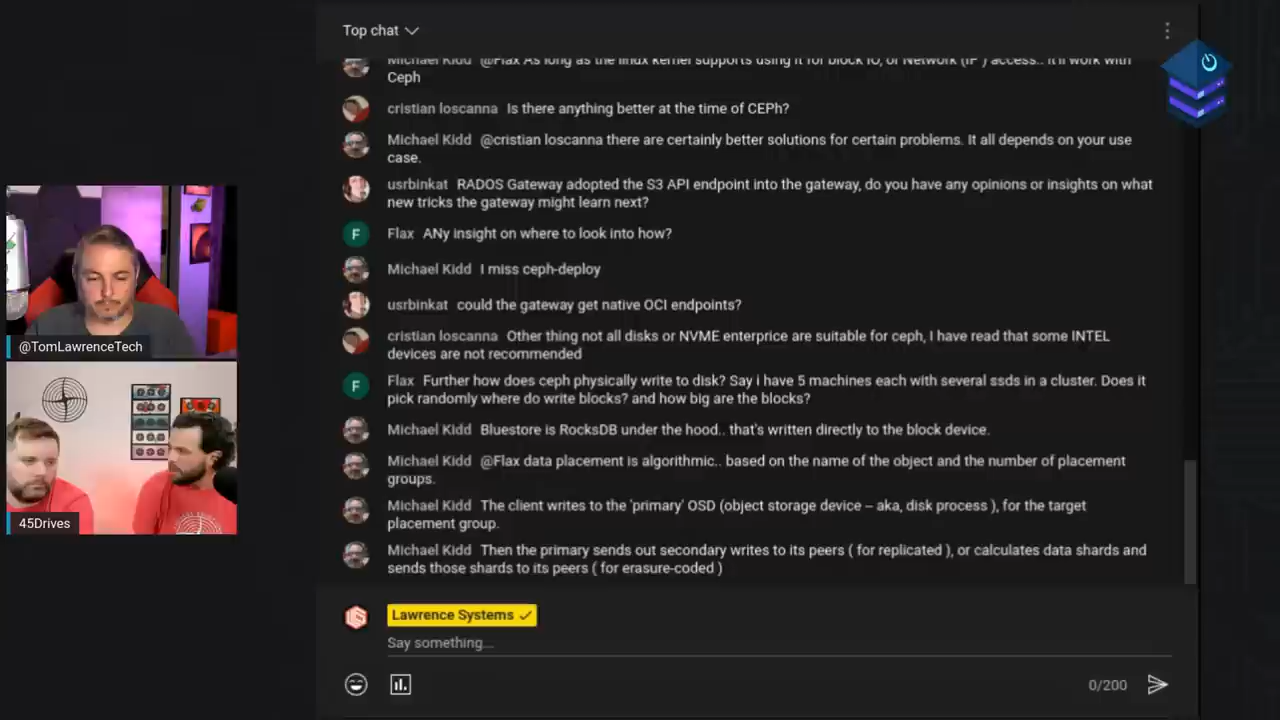 Top chat
Michael Kidd @Flax As long as the linux kernel supports using it for block IO, or Network (IP ) access.. it'll work with
Ceph
cristian loscanna Is there anything better at the time of CEPh?
Michael Kidd @cristian loscanna there are certainly better solutions for certain problems. It all depends on your use
case.
usrbinkat RADOS Gateway adopted the S3 API endpoint into the gateway, do you have any opinions or insights on what
new tricks the gateway might learn next?
F Flax ANy insight on where to look into how?
Michael Kidd I miss ceph-deploy
usrbinkat could the gateway get native OCI endpoints?
cristian loscanna Other thing not all disks or NVME enterprice are suitable for ceph, I have read that some INTEL
devices are not recommended
F Flax Further how does ceph physically write to disk? Say i have 5 machines each with several ssds in a cluster. Does it
pick randomly where do write blocks? and how big are the blocks?
Michael Kidd Bluestore is RocksDB under the hood.. that's written directly to the block device.
Michael Kidd @Flax data placement is algorithmic.. based on the name of the object and the number of placement
groups.
Michael Kidd The client writes to the 'primary' OSD (object storage device – aka, disk process ), for the target
placement group.
Michael Kidd Then the primary sends out secondary writes to its peers ( for replicated ), or calculates data shards and
sends those shards to its peers ( for erasure-coded )
Lawrence Systems
Say something...
0/200
@TomLawrenceTech
45Drives